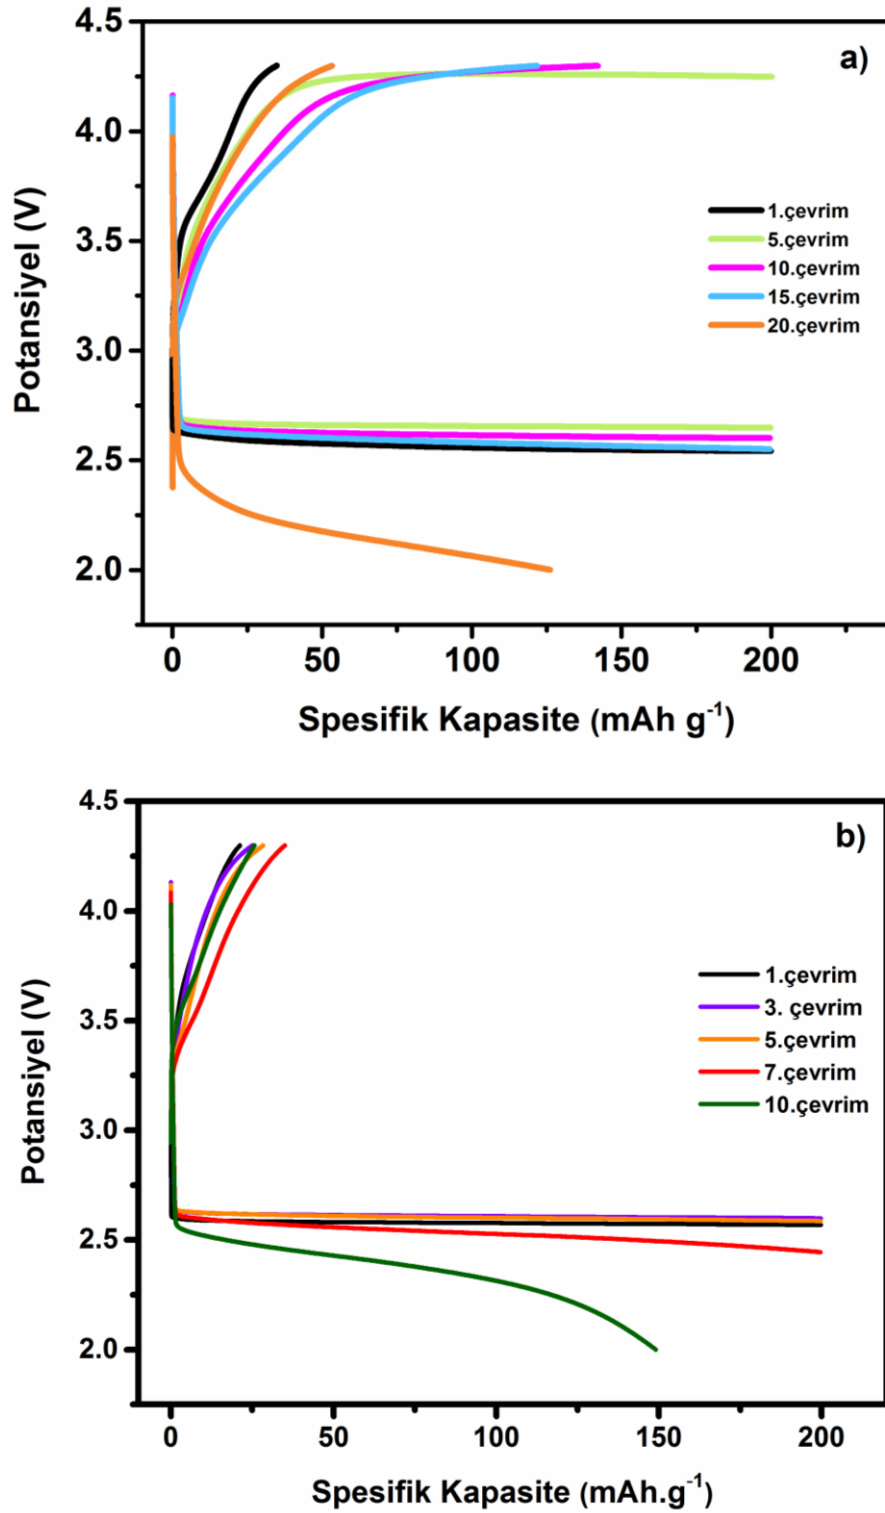 a)
4.5
4.0
3.5
3.0
2.5
2.0
Potansiyel (V)
1.çevrim
5.çevrim
10.çevrim
15.çevrim
20.çevrim
0 50 100 150 200
Spesifik Kapasite (mAh g⁻¹)
b)
4.5
4.0
3.5
3.0
2.5
2.0
Potansiyel (V)
1.çevrim
3. çevrim
5.çevrim
7.çevrim
10.çevrim
0 50 100 150 200
Spesifik Kapasite (mAh.g⁻¹)